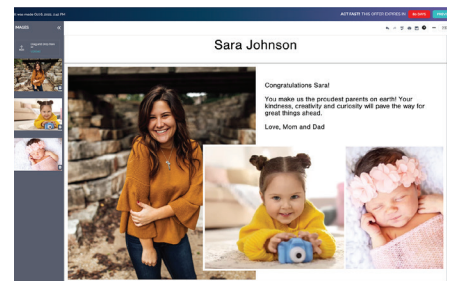 ACT FAST! THIS OFFER EXPIRES IN
IMAGES
Sara Johnson
Congratulations Sara!
You make us the proudest parents on earth! Your
kindness, creativity and curiosity will pave the way for
great things ahead.
Love, Mom and Dad